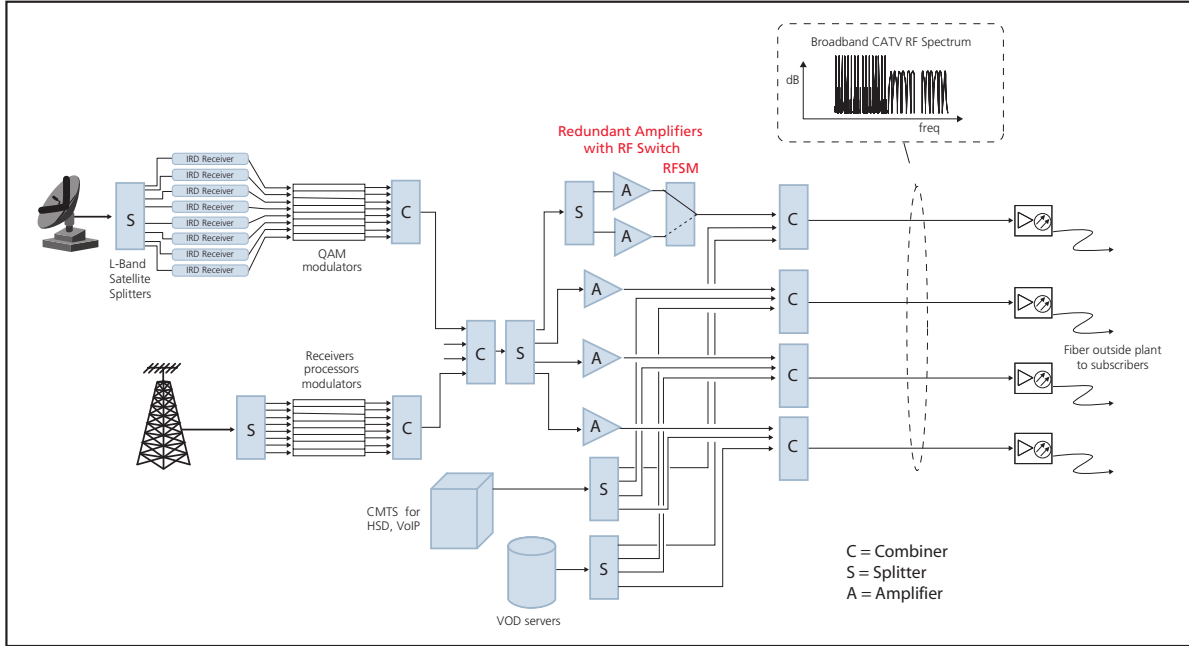 Broadband CATV RF Spectrum
dB
freq
Redundant Amplifiers
with RF Switch
RFSM
IRD Receiver
IRD Receiver
IRD Receiver
IRD Receiver
IRD Receiver
IRD Receiver
IRD Receiver
IRD Receiver
S
C
S
A
A
C
L-Band
Satellite
Splitters
QAM
modulators
A
C
C
S
A
C
Receivers
processors
modulators
S
C
A
C
Fiber outside plant
to subscribers
CMTS for
HSD, VoIP
S
VOD servers
S
C = Combiner
S = Splitter
A = Amplifier